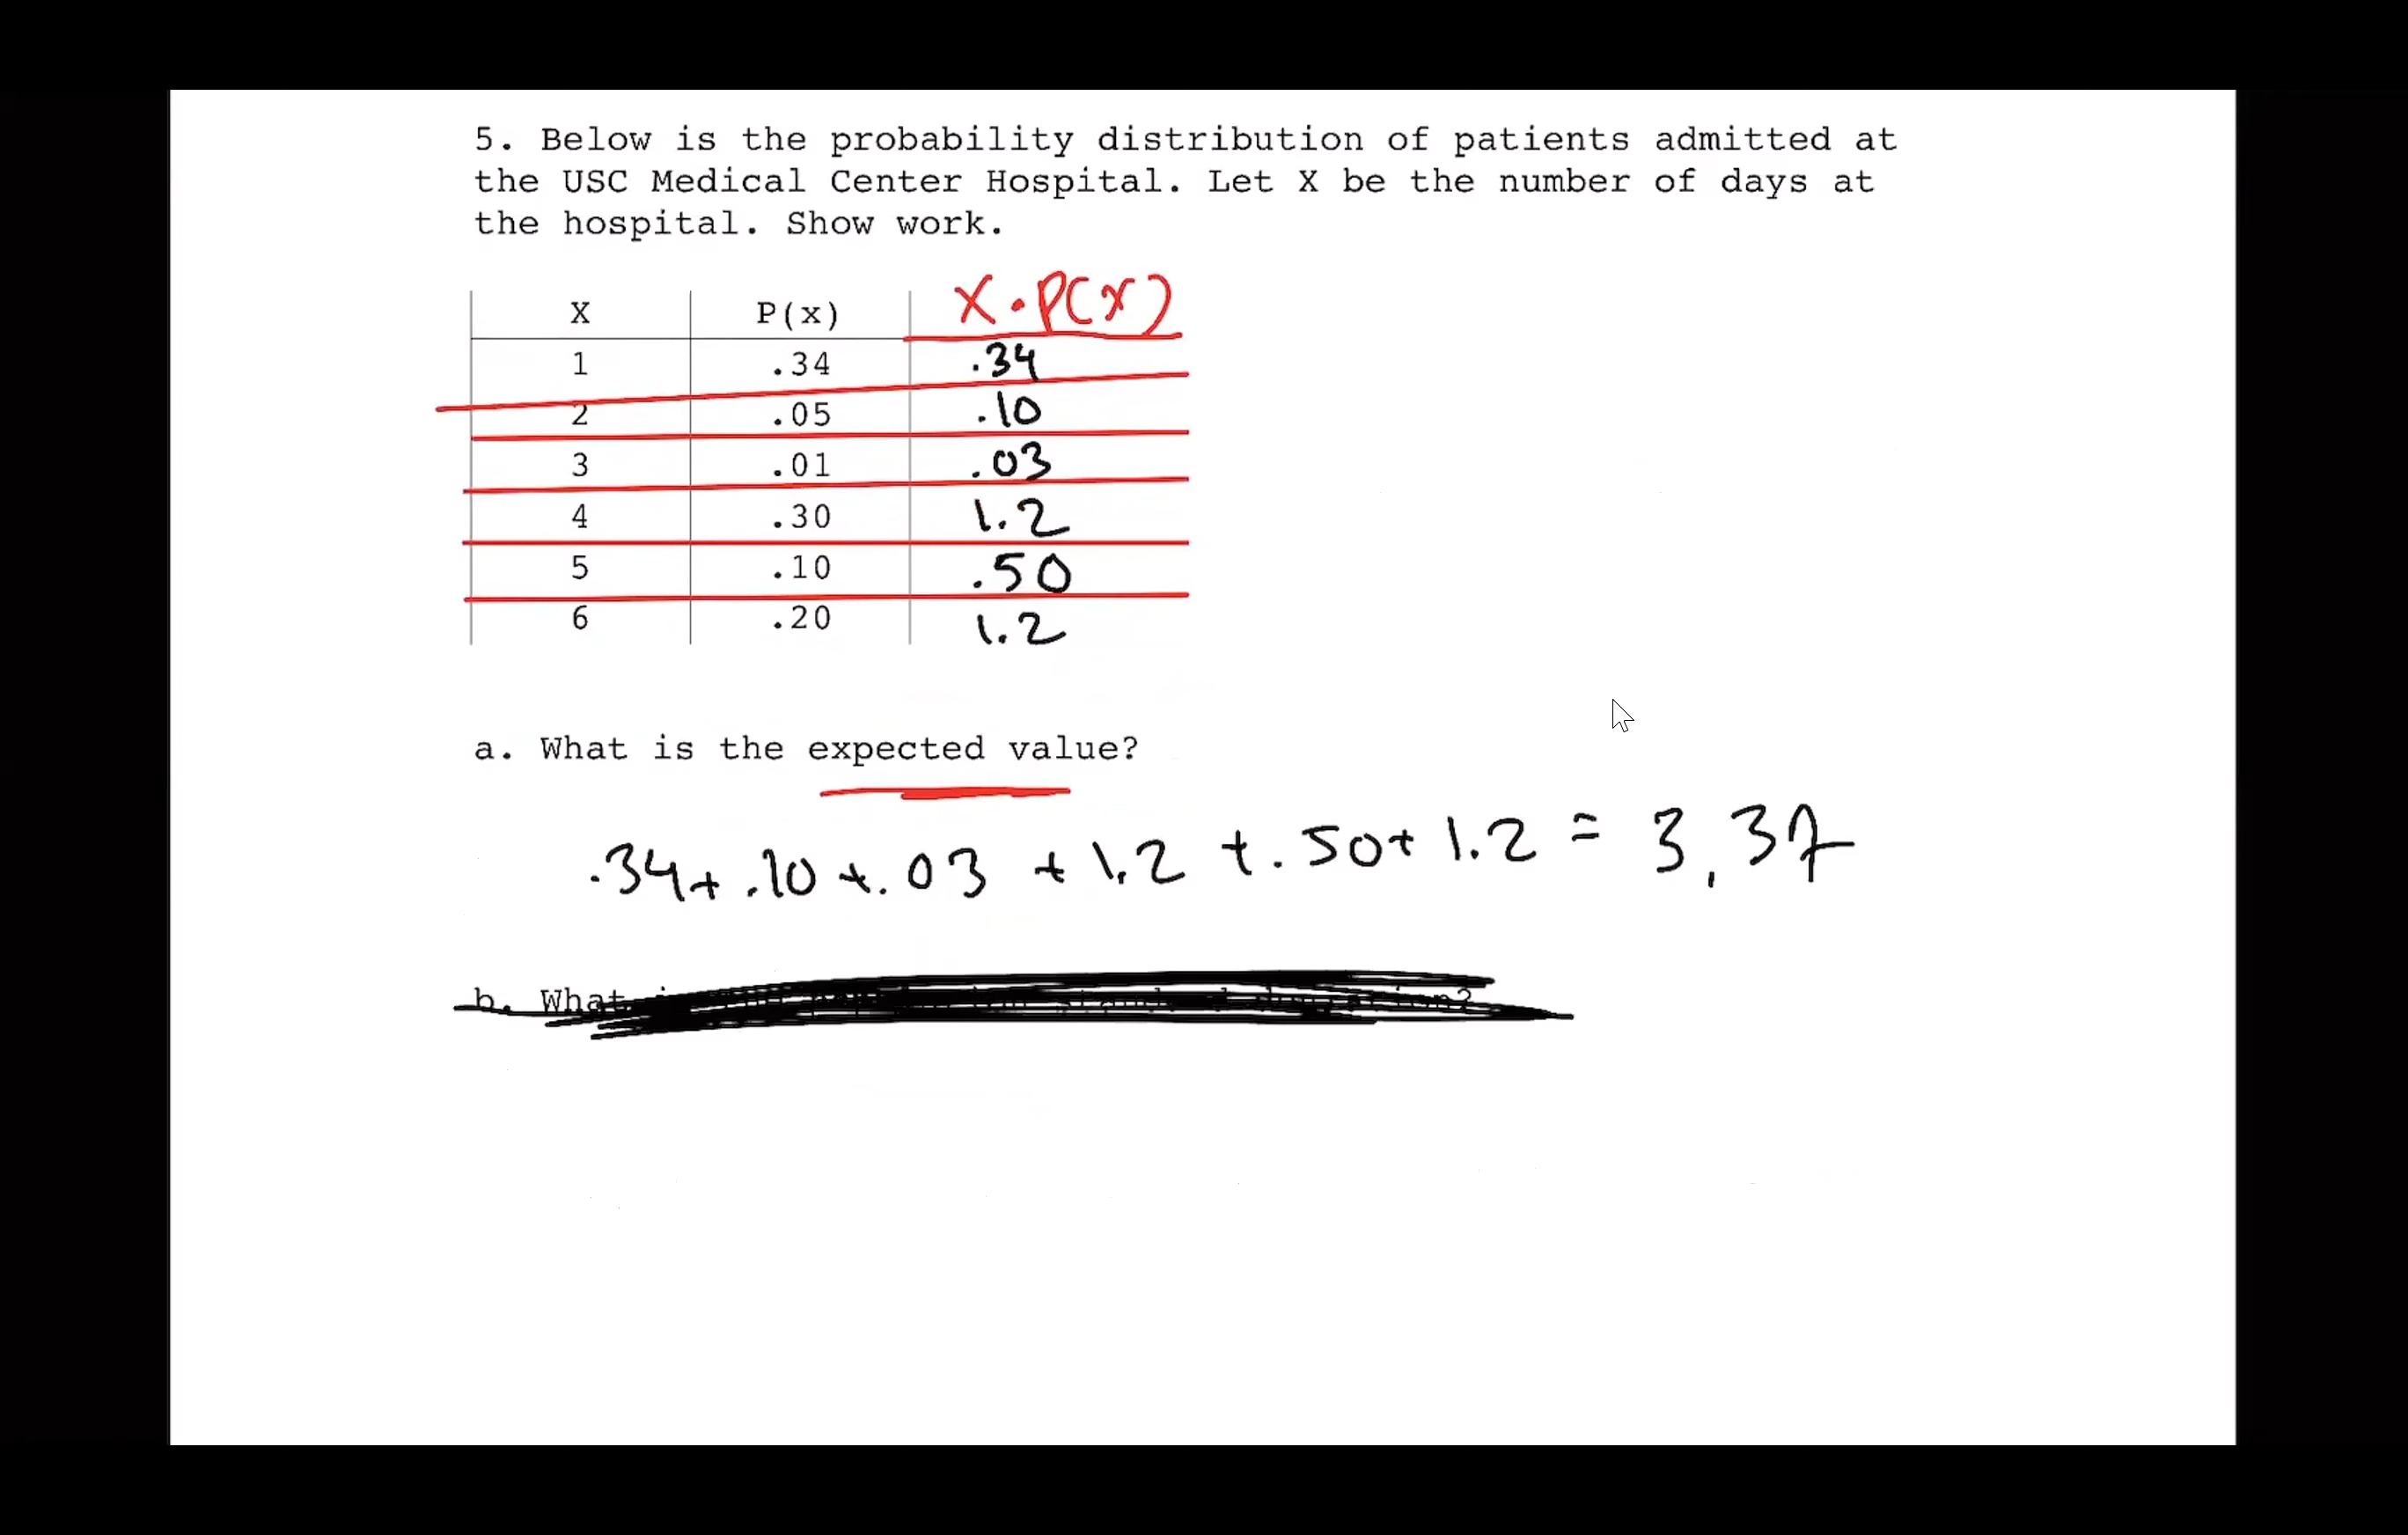 5. Below is the probability distribution of patients admitted at
the USC Medical Center Hospital. Let X be the number of days at
the hospital. Show work.
X P(x) X • P(x)
1 .34 .34
2 .05 .10
3 .01 .03
4 .30 1.2
5 .10 .50
6 .20 1.2
a. What is the expected value?
.34 + .10 + .03 + 1.2 + .50 + 1.2 = 3.37
b. What